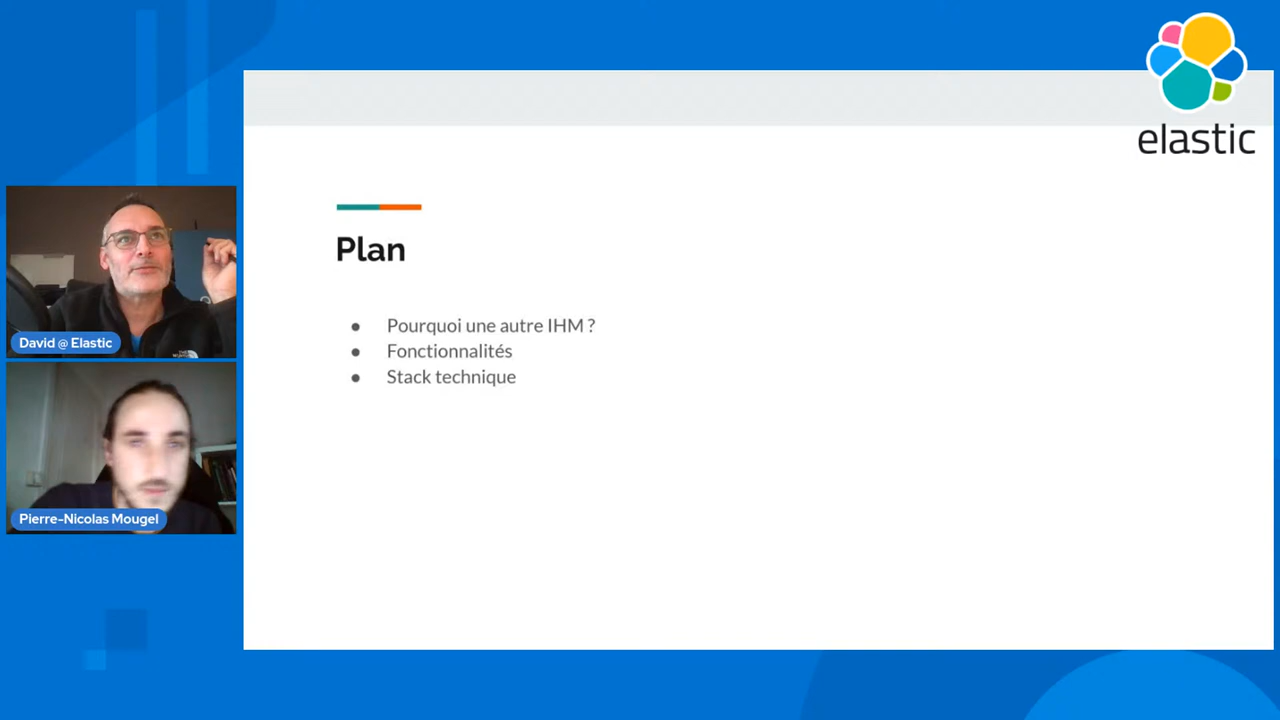 elastic
Plan
Pourquoi une autre IHM ?
Fonctionnalités
Stack technique
David @ Elastic
Pierre-Nicolas Mougel